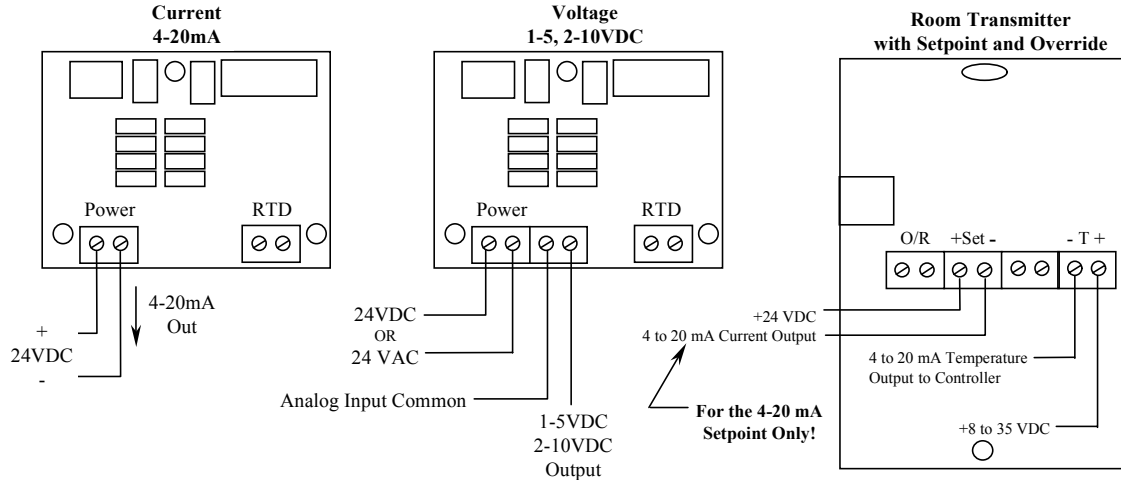 Current
4-20mA
Power
RTD
4-20mA
Out
+
24VDC
-
Voltage
1-5, 2-10VDC
Power
RTD
24VDC
OR
24 VAC
Analog Input Common
1-5VDC
2-10VDC
Output
Room Transmitter
with Setpoint and Override
O/R
+Set -
- T +
+24 VDC
4 to 20 mA Current Output
4 to 20 mA Temperature
Output to Controller
For the 4-20 mA
Setpoint Only!
+8 to 35 VDC